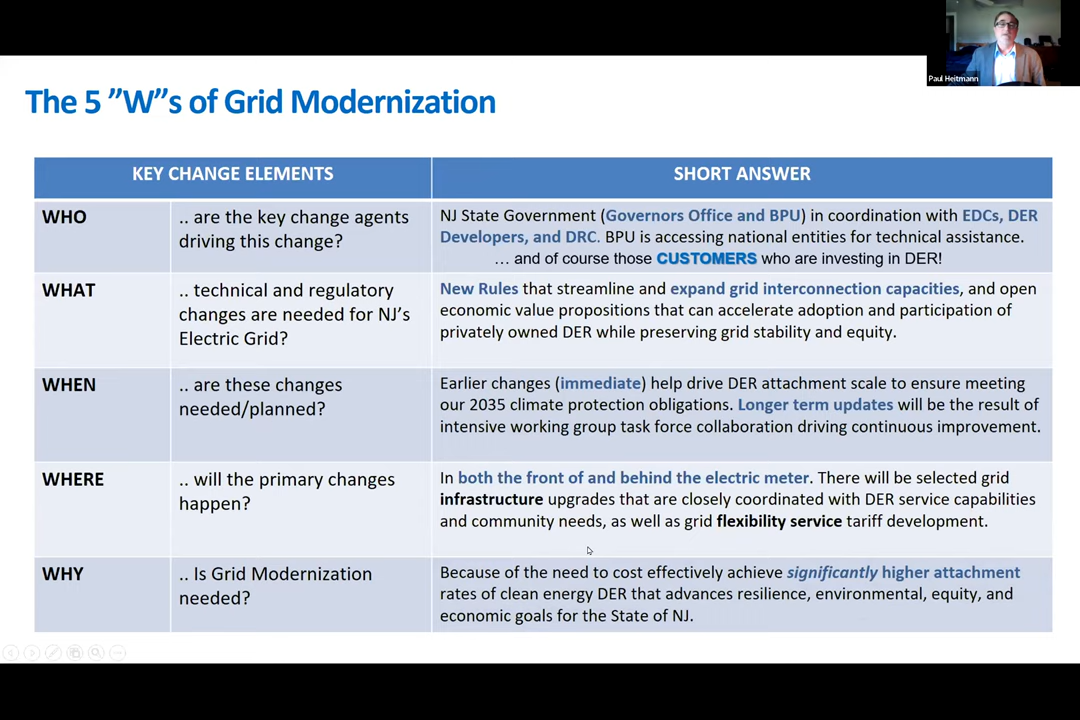 Paul Heitmann
The 5 ”W”s of Grid Modernization
KEY CHANGE ELEMENTS
SHORT ANSWER
WHO
.. are the key change agents
driving this change?
NJ State Government (Governors Office and BPU) in coordination with EDCs, DER
Developers, and DRC. BPU is accessing national entities for technical assistance.
… and of course those CUSTOMERS who are investing in DER!
WHAT
.. technical and regulatory
changes are needed for NJ’s
Electric Grid?
New Rules that streamline and expand grid interconnection capacities, and open
economic value propositions that can accelerate adoption and participation of
privately owned DER while preserving grid stability and equity.
WHEN
.. are these changes
needed/planned?
Earlier changes (immediate) help drive DER attachment scale to ensure meeting
our 2035 climate protection obligations. Longer term updates will be the result of
intensive working group task force collaboration driving continuous improvement.
WHERE
.. will the primary changes
happen?
In both the front of and behind the electric meter. There will be selected grid
infrastructure upgrades that are closely coordinated with DER service capabilities
and community needs, as well as grid flexibility service tariff development.
WHY
.. Is Grid Modernization
needed?
Because of the need to cost effectively achieve significantly higher attachment
rates of clean energy DER that advances resilience, environmental, equity, and
economic goals for the State of NJ.